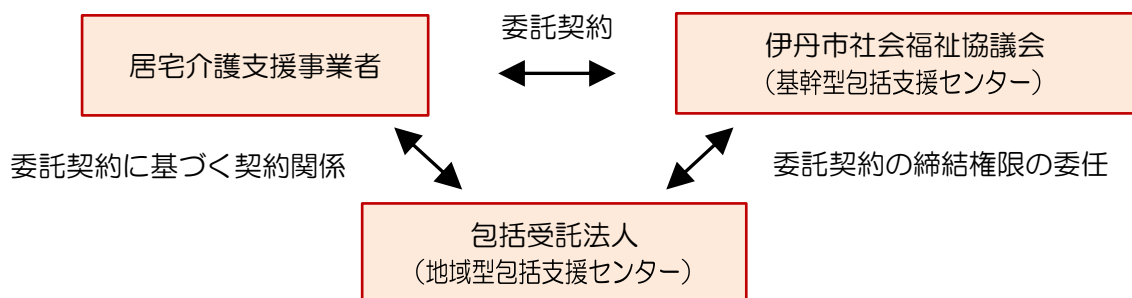 委託契約
居宅介護支援事業者
伊丹市社会福祉協議会
（基幹型包括支援センター）
委託契約に基づく契約関係
委託契約の締結権限の委任
包括受託法人
（地域型包括支援センター）